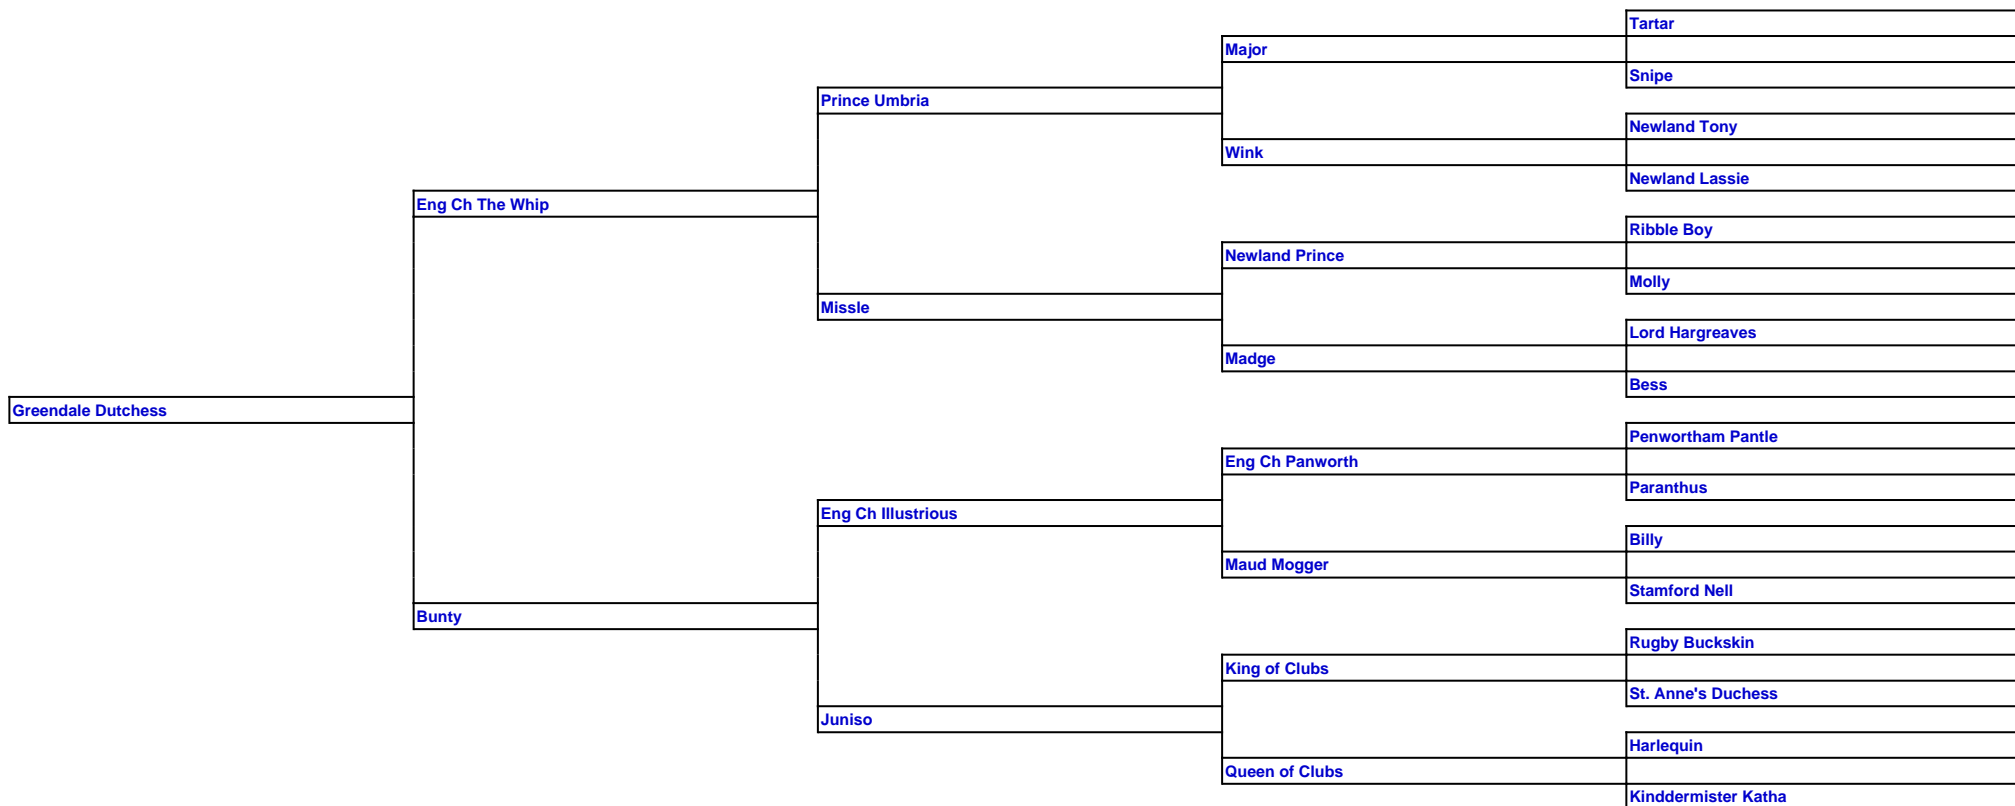 Tartar
Major
Snipe
Prince Umbria
Newland Tony
Wink
Newland Lassie
Eng Ch The Whip
Ribble Boy
Newland Prince
Molly
Missle
Lord Hargreaves
Madge
Bess
Greendale Dutchess
Penwortham Pantle
Eng Ch Panworth
Paranthus
Eng Ch Illustrious
Billy
Maud Mogger
Stamford Nell
Bunty
Rugby Buckskin
King of Clubs
St. Anne's Duchess
Juniso
Harlequin
Queen of Clubs
Kinddermister Katha